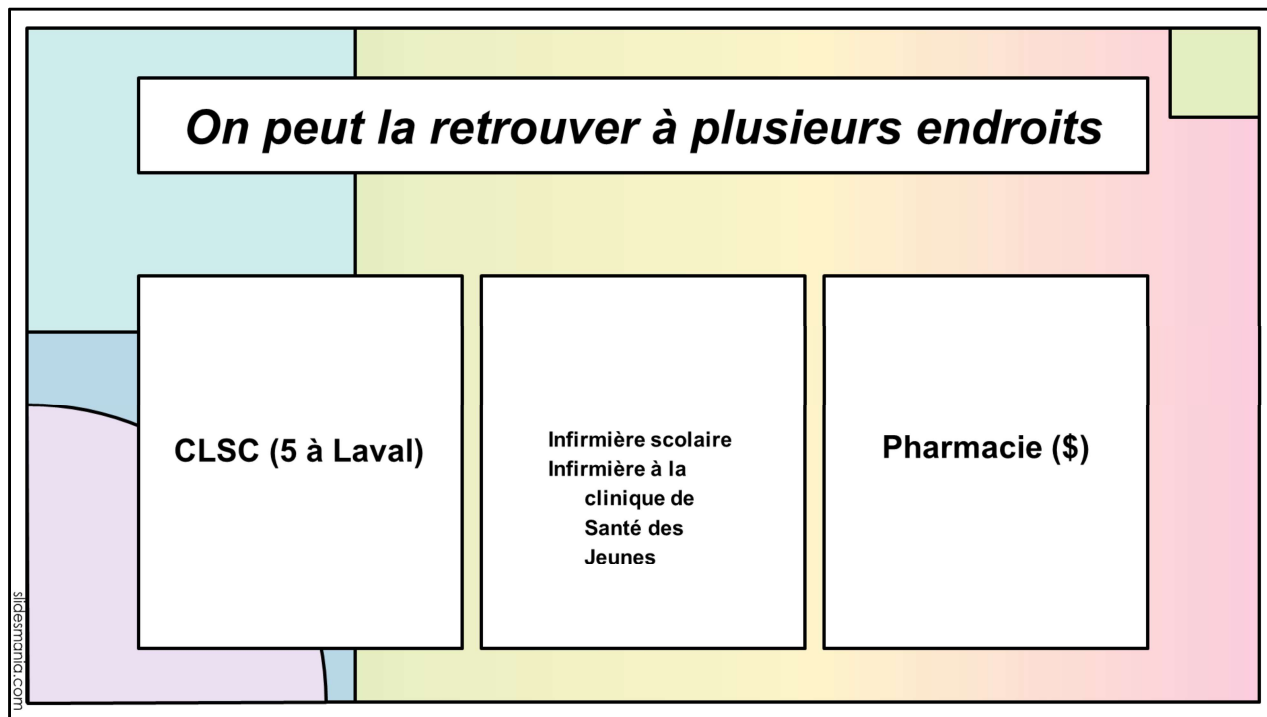 On peut la retrouver à plusieurs endroits
CLSC (5 à Laval)
Infirmière scolaire
Infirmière à la
clinique de
Santé des
Jeunes
Pharmacie ($)
slidesmania.com